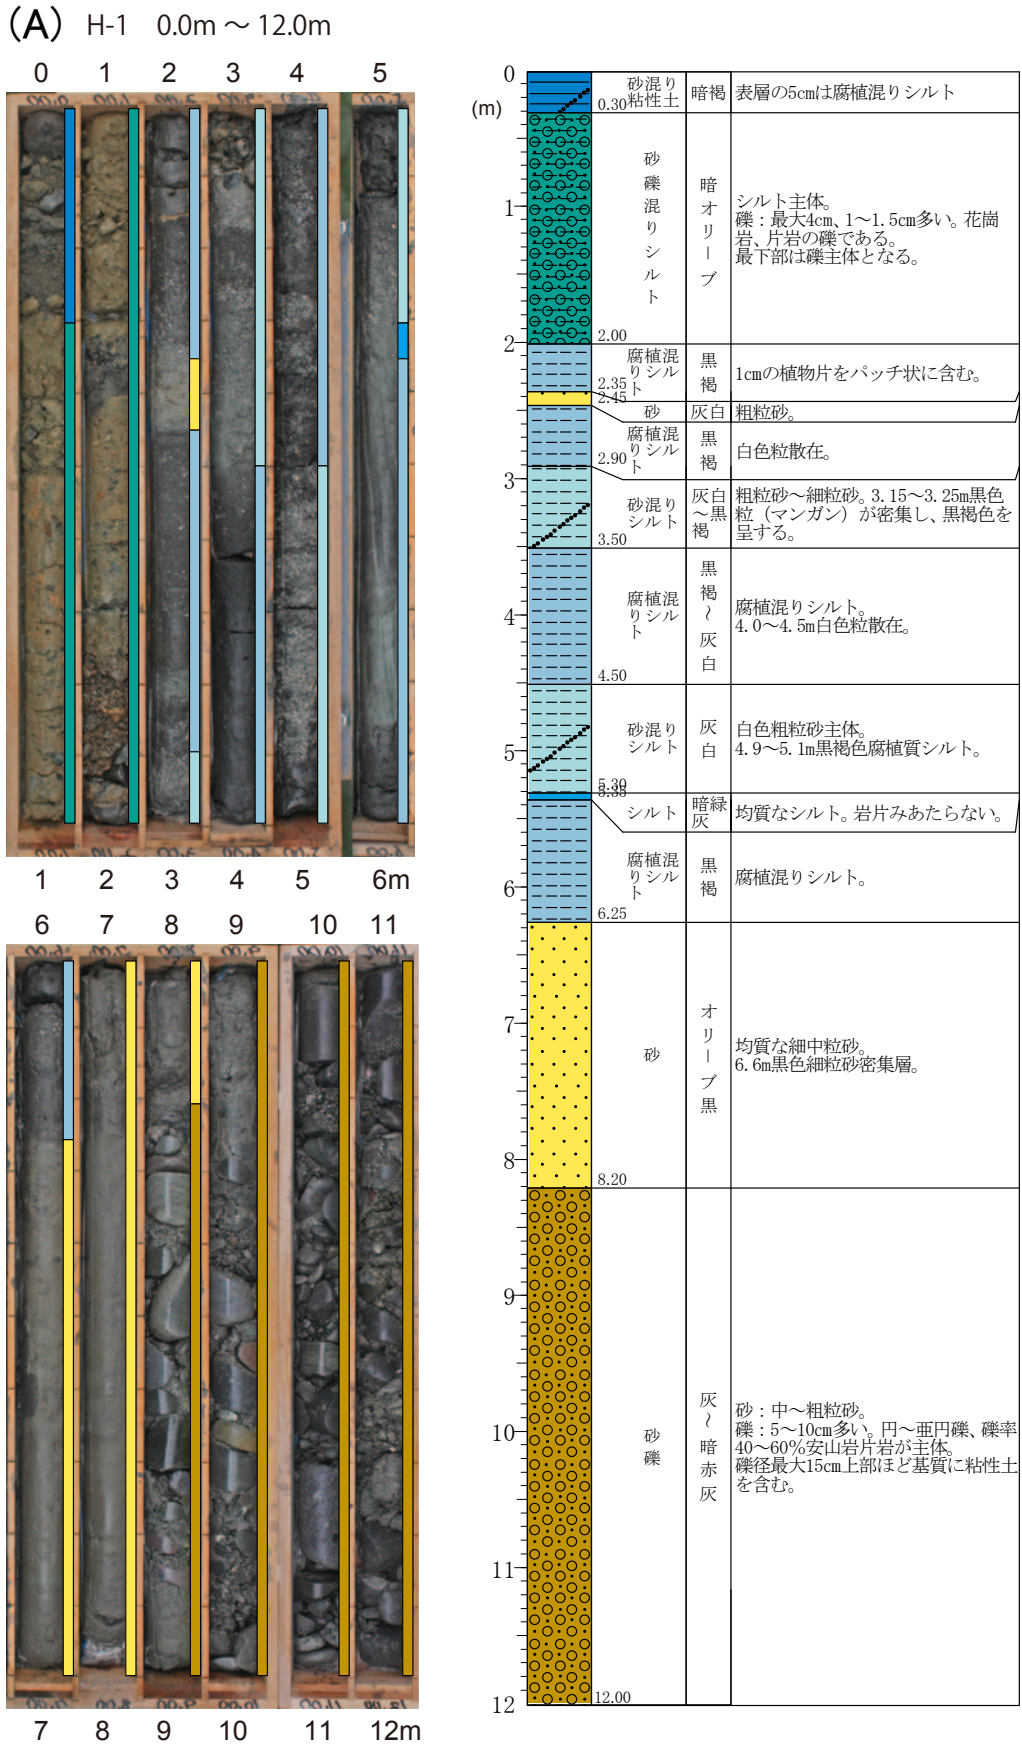 (A) H-1 0.0m ～ 12.0m
0 1 2 3 4 5
1 2 3 4 5 6m
6 7 8 9 10 11
7 8 9 10 11 12m
(m)
0
1
2
3
4
5
6
7
8
9
10
11
12
0.30
砂混り
粘性土
暗褐
表層の5cmは腐植混りシルト
2.00
砂礫混りシルト
暗オリーブ
シルト主体。
礫：最大4cm、1～1.5cm多い。花崗
岩、片岩の礫である。
最下部は礫主体となる。
2.35
腐植混
りシル
ト
黒褐
1cmの植物片をパッチ状に含む。
2.45
砂
灰白
粗粒砂。
2.90
腐植混
りシル
ト
黒褐
白色粒散在。
3.50
砂混り
シルト
灰白
～黒
褐
粗粒砂～細粒砂。3.15～3.25m黒色
粒（マンガン）が密集し、黒褐色を
呈する。
4.50
腐植混
りシル
ト
黒褐～灰白
腐植混りシルト。
4.0～4.5m白色粒散在。
5.30
砂混り
シルト
灰白
白色粗粒砂主体。
4.9～5.1m黒褐色腐植質シルト。
5.35
シルト
暗緑
灰
均質なシルト。岩片みあたらない。
6.25
腐植混
りシル
ト
黒褐
腐植混りシルト。
8.20
砂
オリーブ黒
均質な細中粒砂。
6.6m黒色細粒砂密集層。
12.00
砂礫
灰～暗赤灰
砂：中～粗粒砂。
礫：5～10cm多い。円～亜円礫、礫率
40～60%安山岩片岩が主体。
礫径最大15cm上部ほど基質に粘性土
を含む。